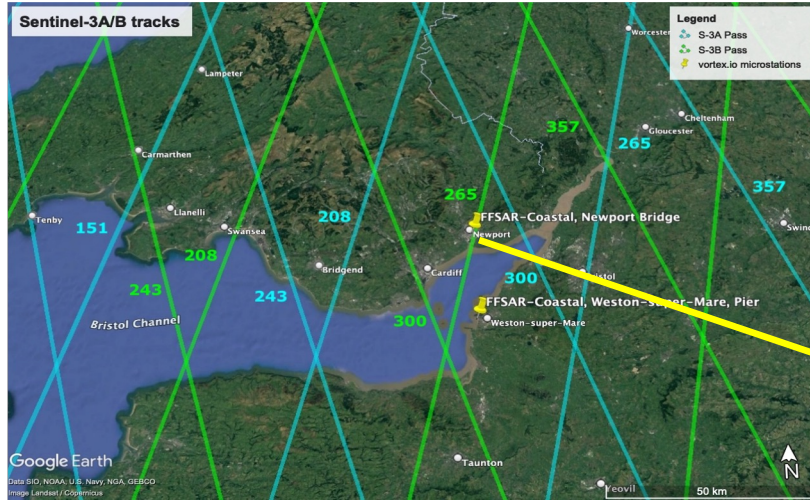 Sentinel-3A/B tracks
Legend
S-3A Pass
S-3B Pass
vortex.io microstations
Worcester
Lampeter
Cheltenham
Gloucester
357
265
Carmarthen
208
265
357
Llanelli
Tenby
151
Swansea
FFSAR-Coastal, Newport Bridge
Newport
Swind
208
Bridgend
Cardiff
300
Bristol
243
243
FFSAR-Coastal, Weston-super-Mare, Pier
Bristol Channel
300
Weston-super-Mare
Google Earth
Taunton
N
Data SIO, NOAA, U.S. Navy, NGA, GEBCO
Image Landsat / Copernicus
Yeovil
50 km